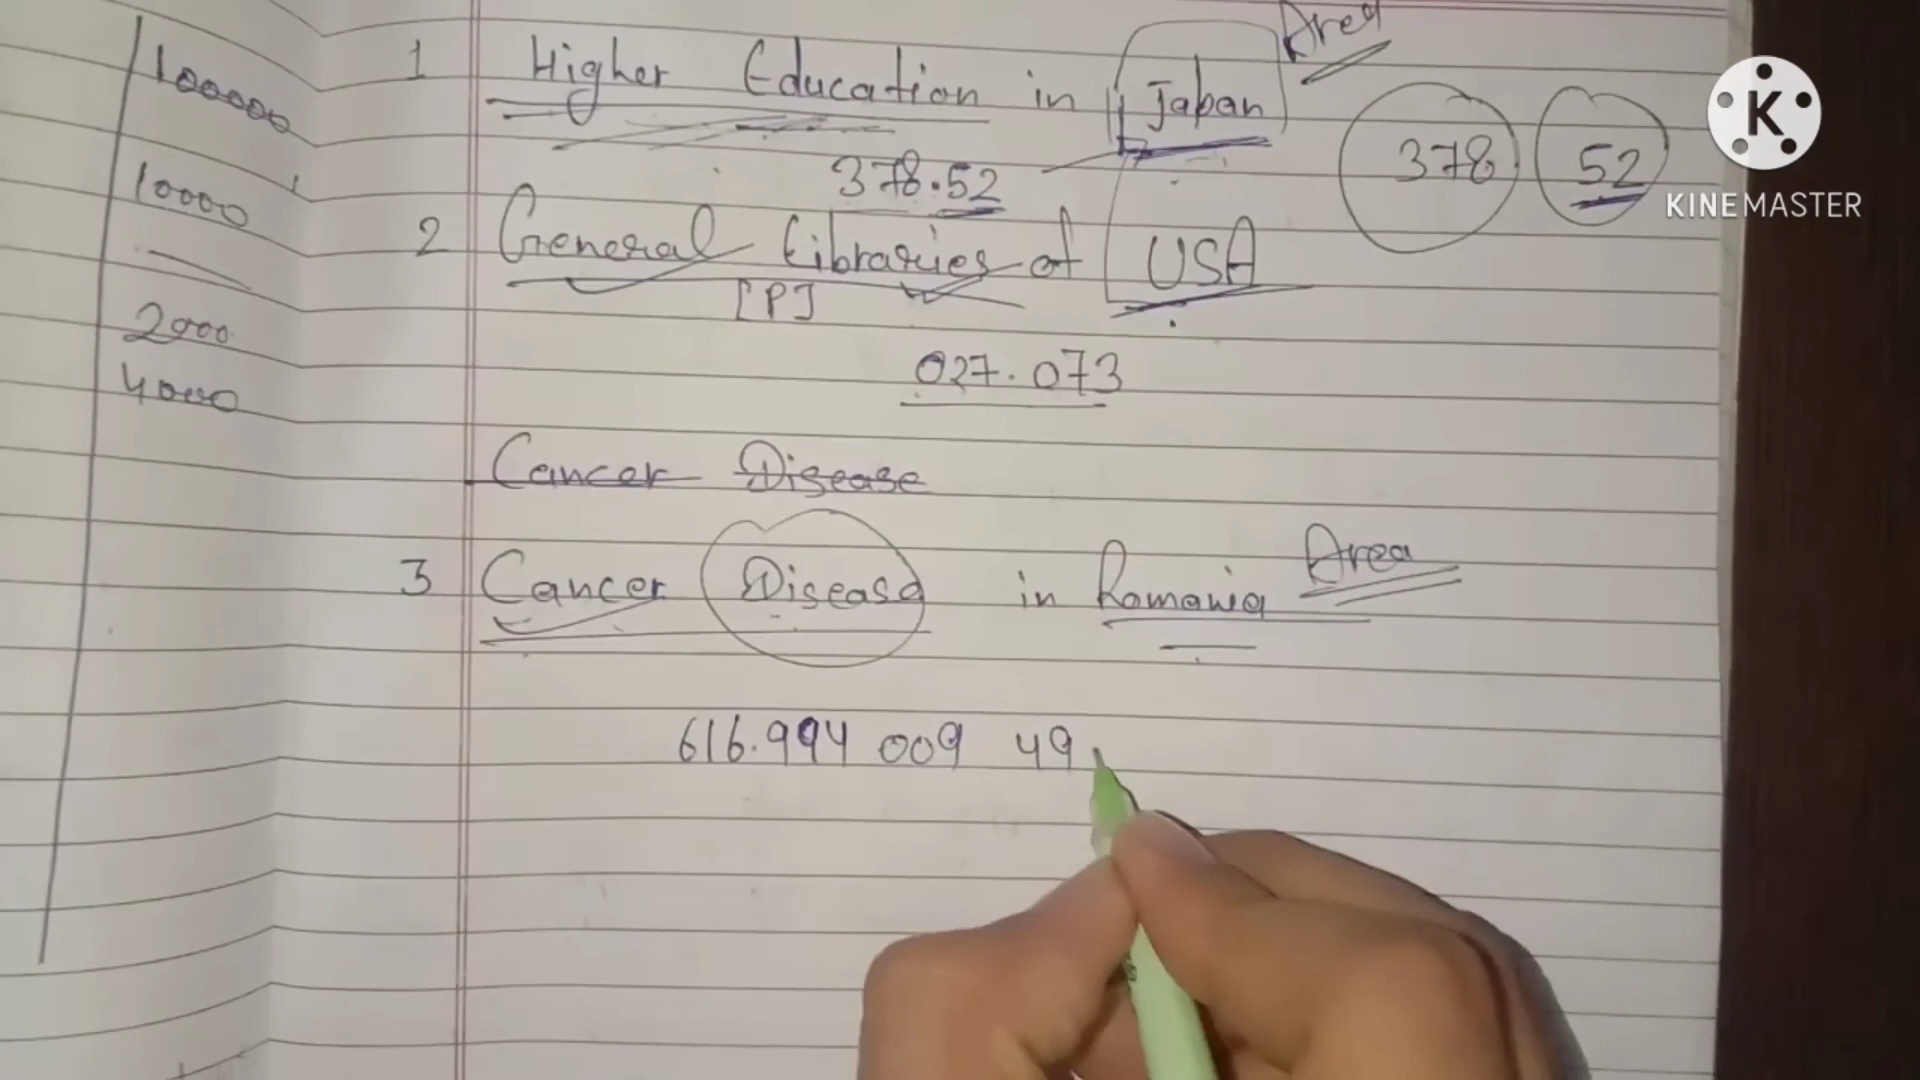 Area
1 Higher Education in Japan
378 52
378.52
2 General Libraries of USA
[P]
027.073
Cancer Disease
3 Cancer Disease in Romania Area
616.994 009 49
100000
10000
2000
4000
KINEMASTER